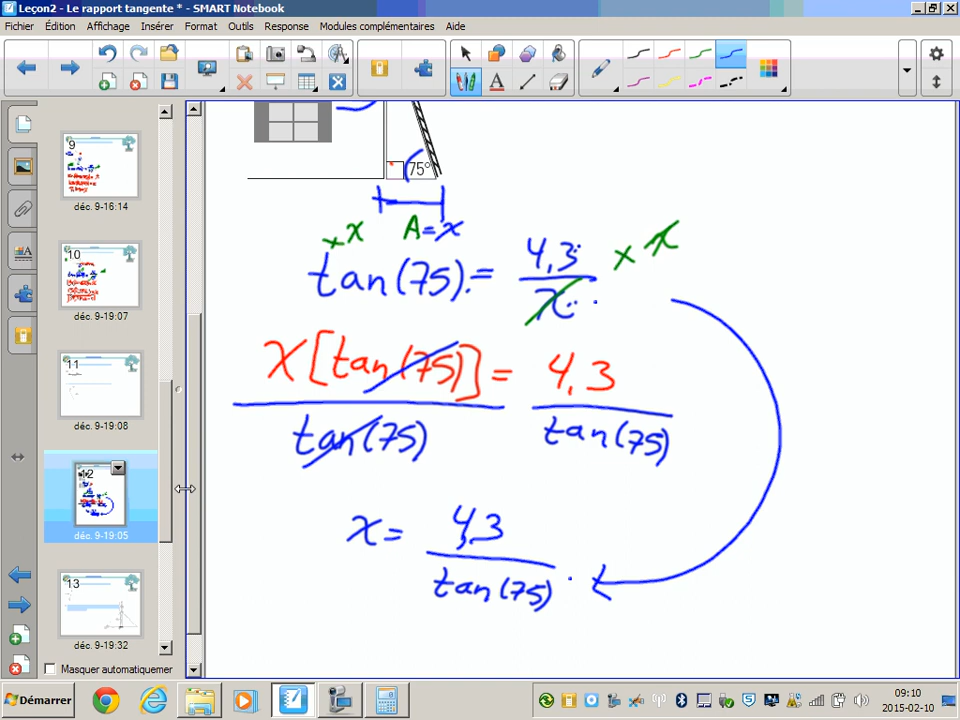 Leçon2 - Le rapport tangente * - SMART Notebook
Fichier Édition Affichage Insérer Format Outils Response Modules complémentaires Aide
9
déc. 9-16:14
10
déc. 9-19:07
11
déc. 9-19:08
12
déc. 9-19:05
13
déc. 9-19:32
Masquer automatiquemer
75°
× x A = x
tan(75) = 4,3 / x × x
x[tan(75)] = 4,3
tan(75) tan(75)
x = 4,3
tan(75)
Démarrer
09:10
2015-02-10